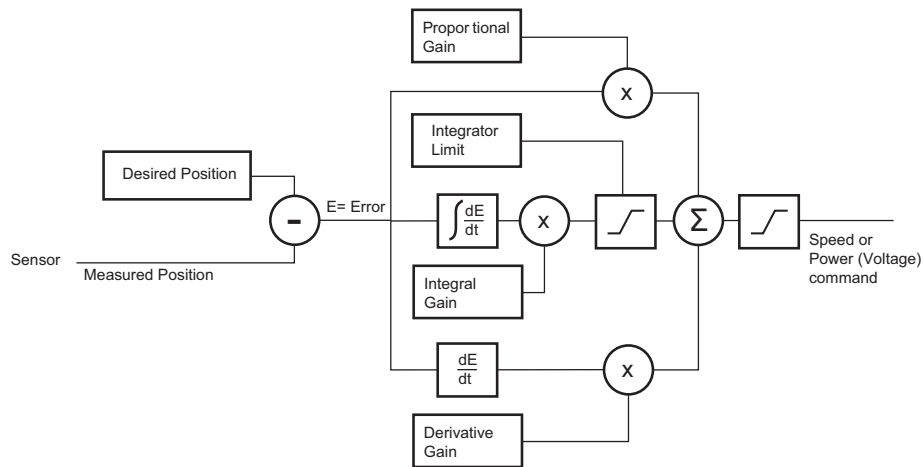 Propor tional
Gain
x
Integrator
Limit
Desired Position
-
E= Error
∫ dE
dt
x
Σ
Sensor
Measured Position
Speed or
Power (Voltage)
command
Integral
Gain
dE
dt
x
Derivative
Gain